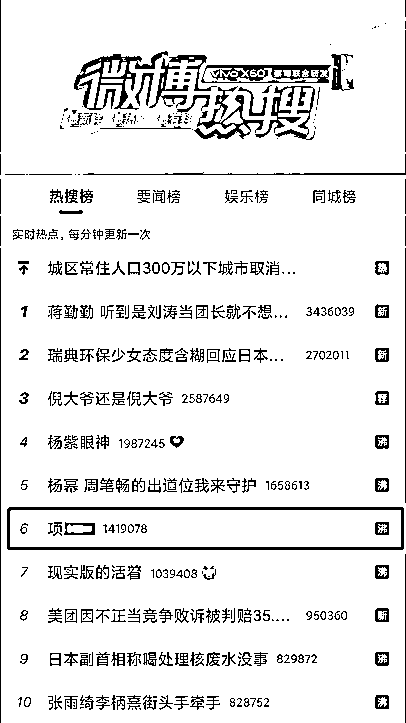 微博热搜
vivo X60
热搜榜 要闻榜 娱乐榜 同城榜
实时热点，每分钟更新一次
城区常住人口300万以下城市取消... 热
1 蒋勤勤 听到是刘涛当团长就不想... 3436039 新
2 瑞典环保少女态度含糊回应日本... 2702011 新
3 倪大爷还是倪大爷 2587649
4 杨紫眼神 1987245 沸
5 杨幂 周笔畅的出道位我来守护 1658613 沸
6 项 1419078 沸
7 现实版的活着 1039408 沸
8 美团因不正当竞争败诉被判赔35.... 950360 新
9 日本副首相称喝处理核废水没事 829872 沸
10 张雨绮李柄熹街头手牵手 828752 沸